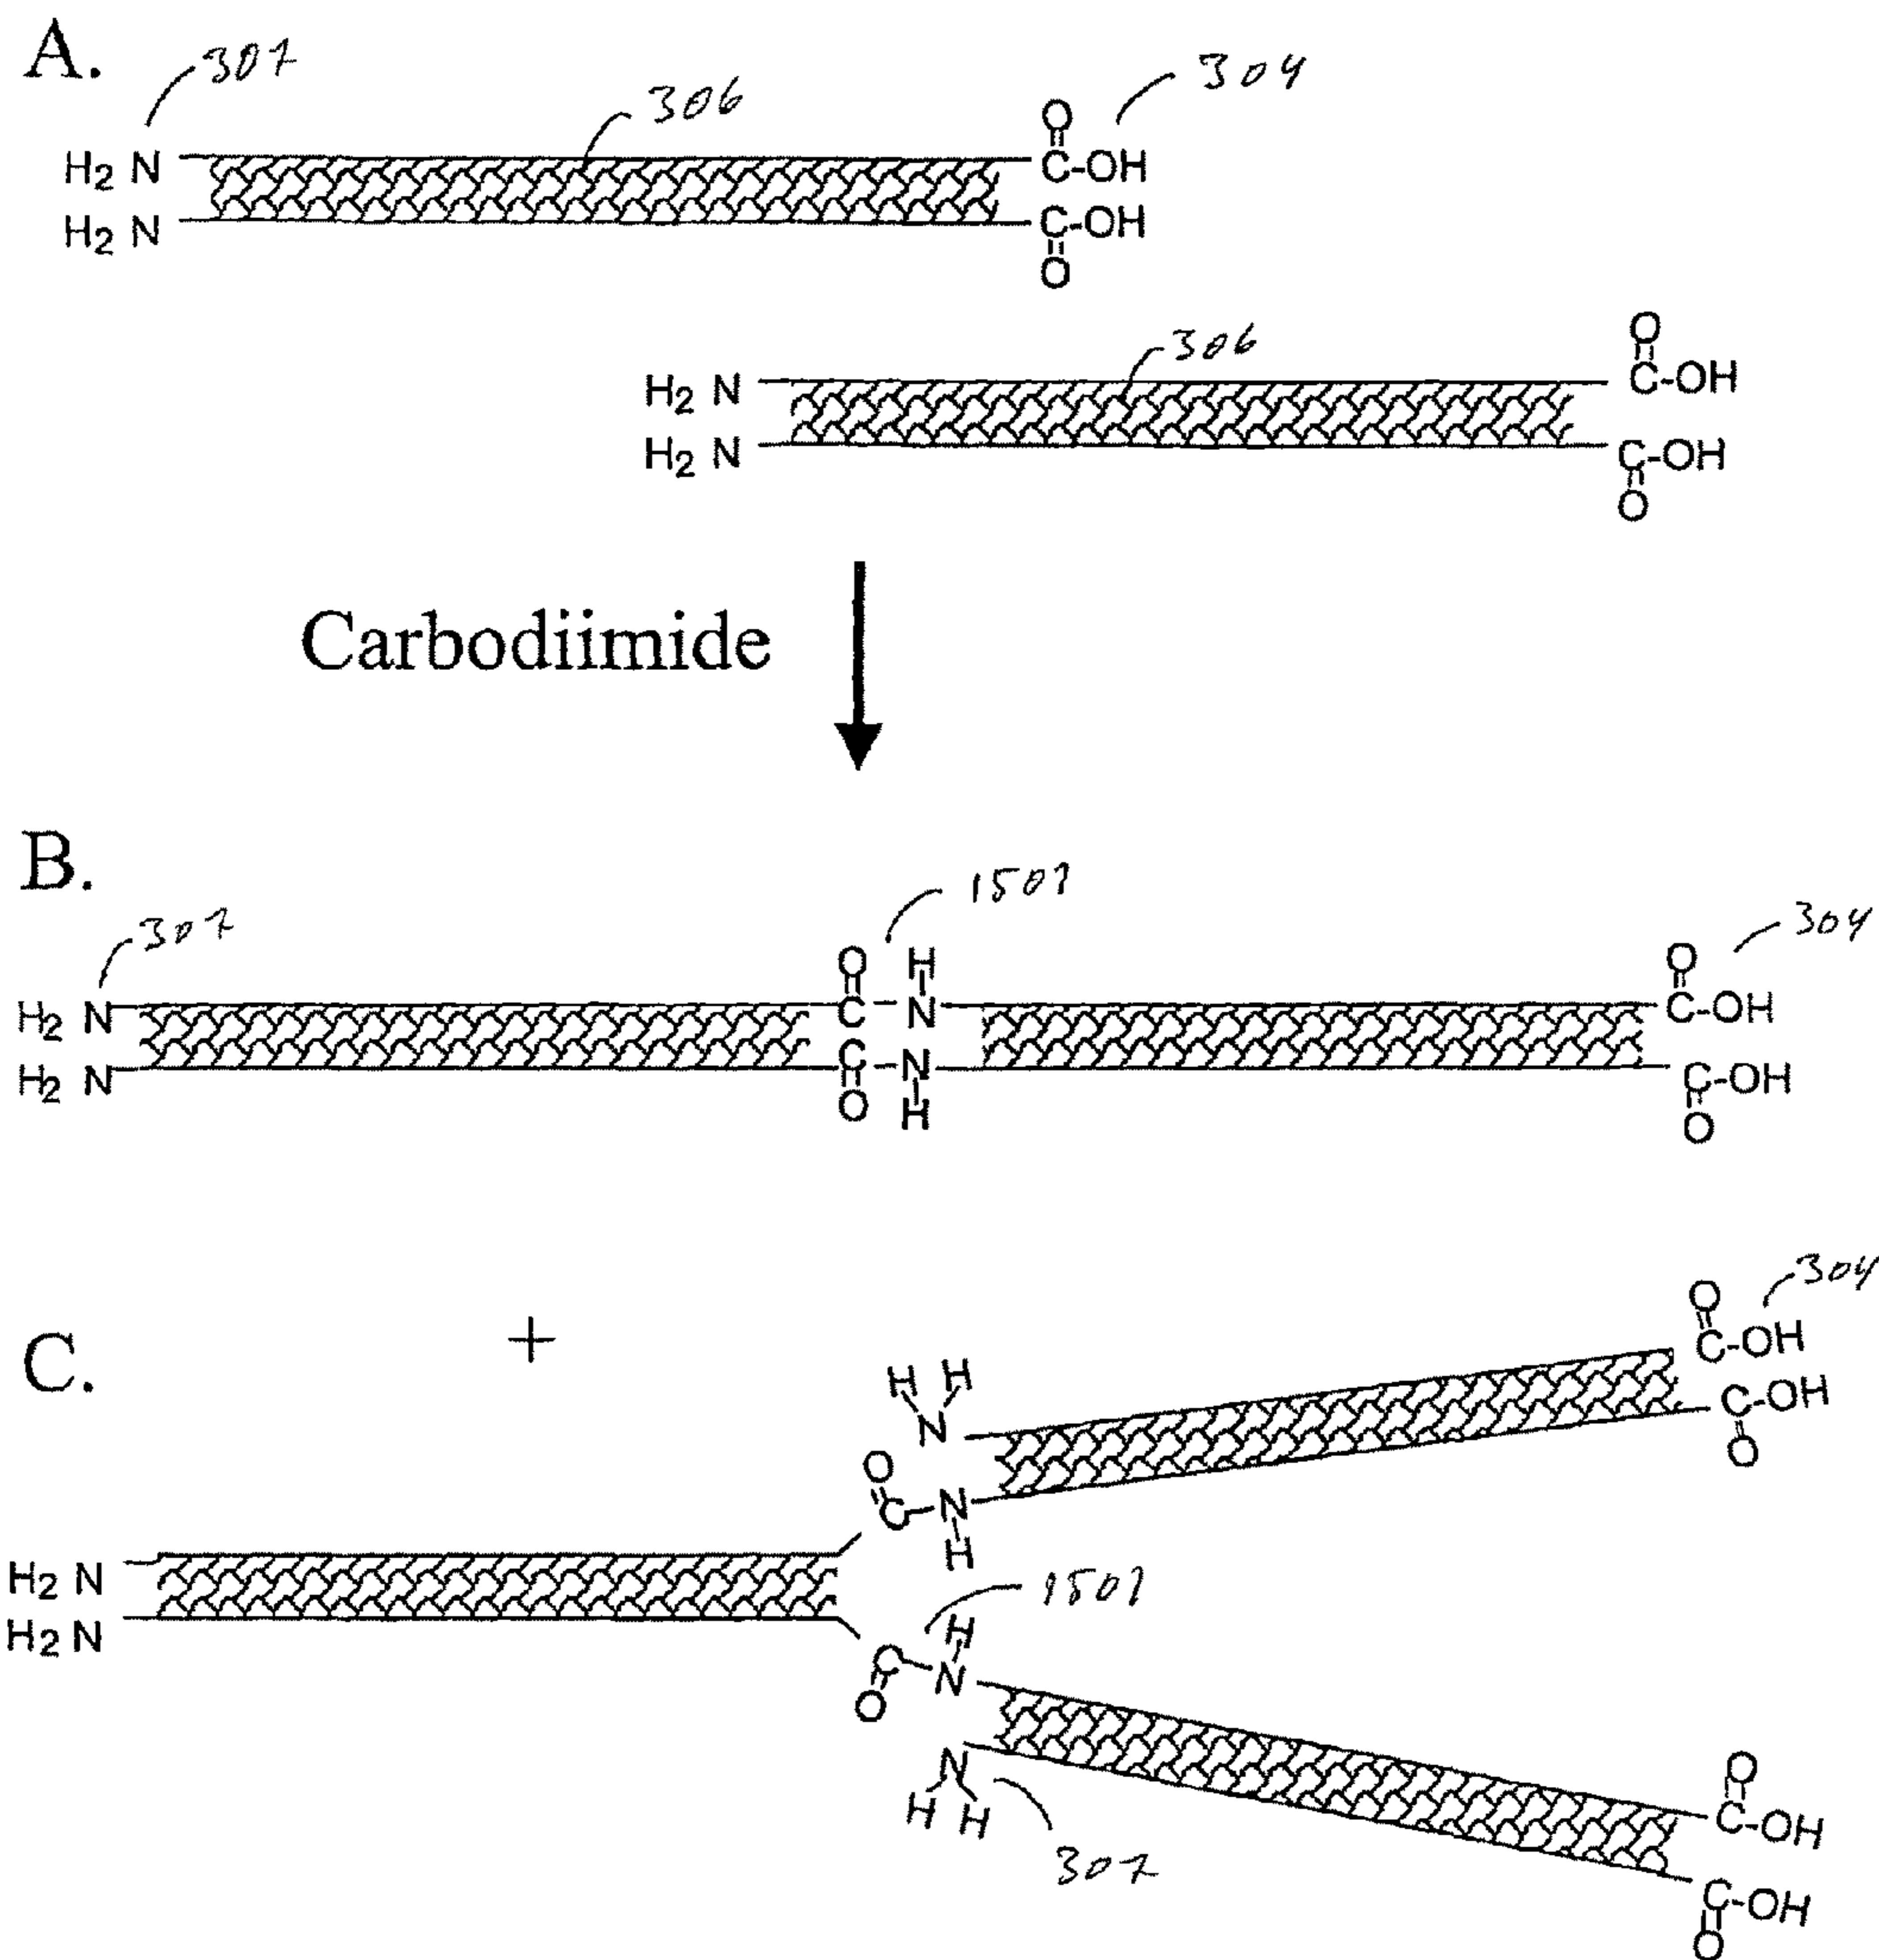 A.
307
306
304
H2 N
O
C-OH
H2 N
C-OH
O
306
O
H2 N
C-OH
H2 N
C-OH
O
Carbodiimide
B.
1501
307
304
O H O
H2 N C-N C-OH
H2 N C-N C-OH
O H O
C.
+
304
O
C-OH
H H
C-OH
N
O
O
C-N
H
H2 N
1501
H2 N
H
C-N
O
N
O
H H
C-OH
307
C-OH
O